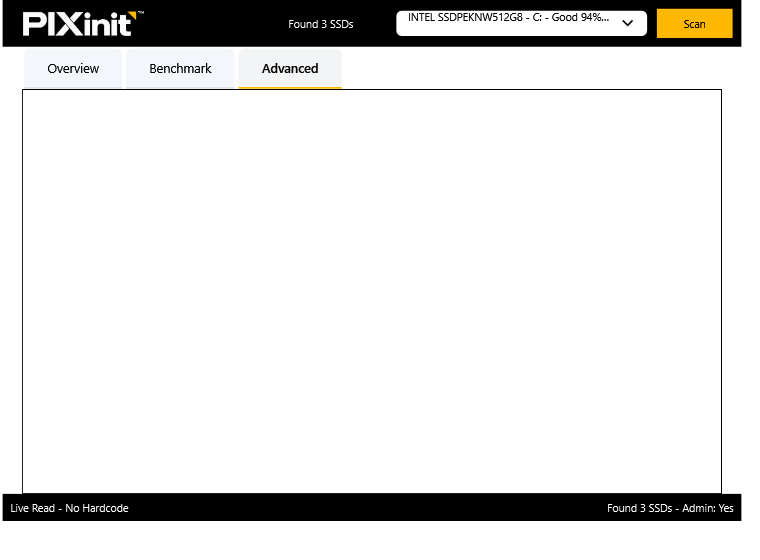 PIXinit™
Found 3 SSDs
INTEL SSDPEKNW512G8 - C: - Good 94%...
Scan
Overview
Benchmark
Advanced
Live Read - No Hardcode
Found 3 SSDs - Admin: Yes